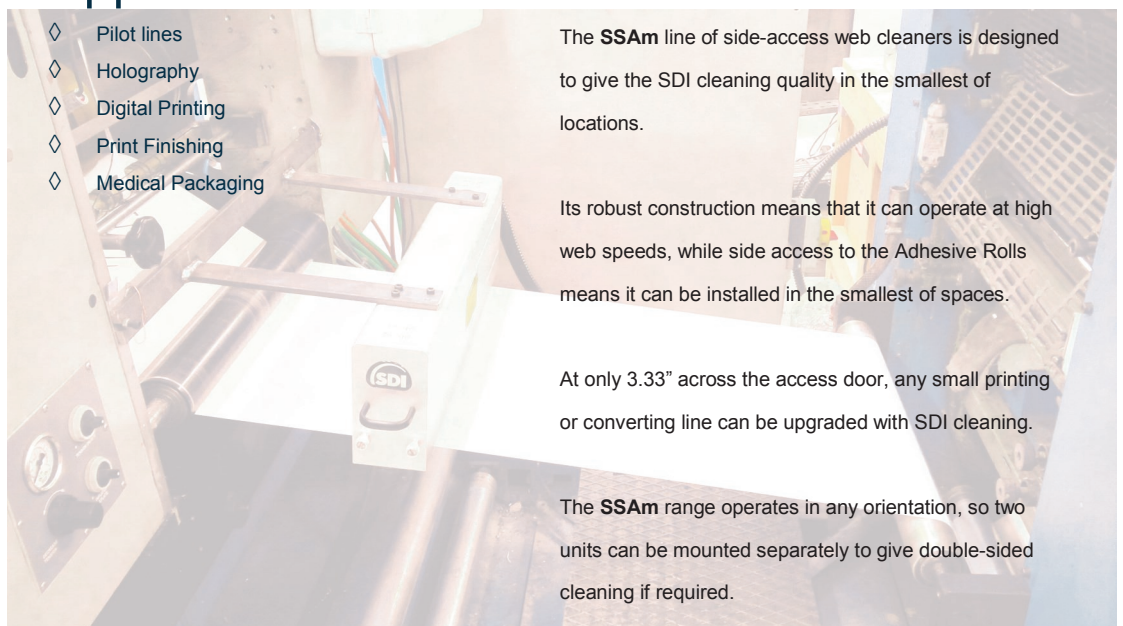 ◊ Pilot lines
◊ Holography
◊ Digital Printing
◊ Print Finishing
◊ Medical Packaging
The SSAm line of side-access web cleaners is designed
to give the SDI cleaning quality in the smallest of
locations.
Its robust construction means that it can operate at high
web speeds, while side access to the Adhesive Rolls
means it can be installed in the smallest of spaces.
At only 3.33” across the access door, any small printing
or converting line can be upgraded with SDI cleaning.
The SSAm range operates in any orientation, so two
units can be mounted separately to give double-sided
cleaning if required.
SDI